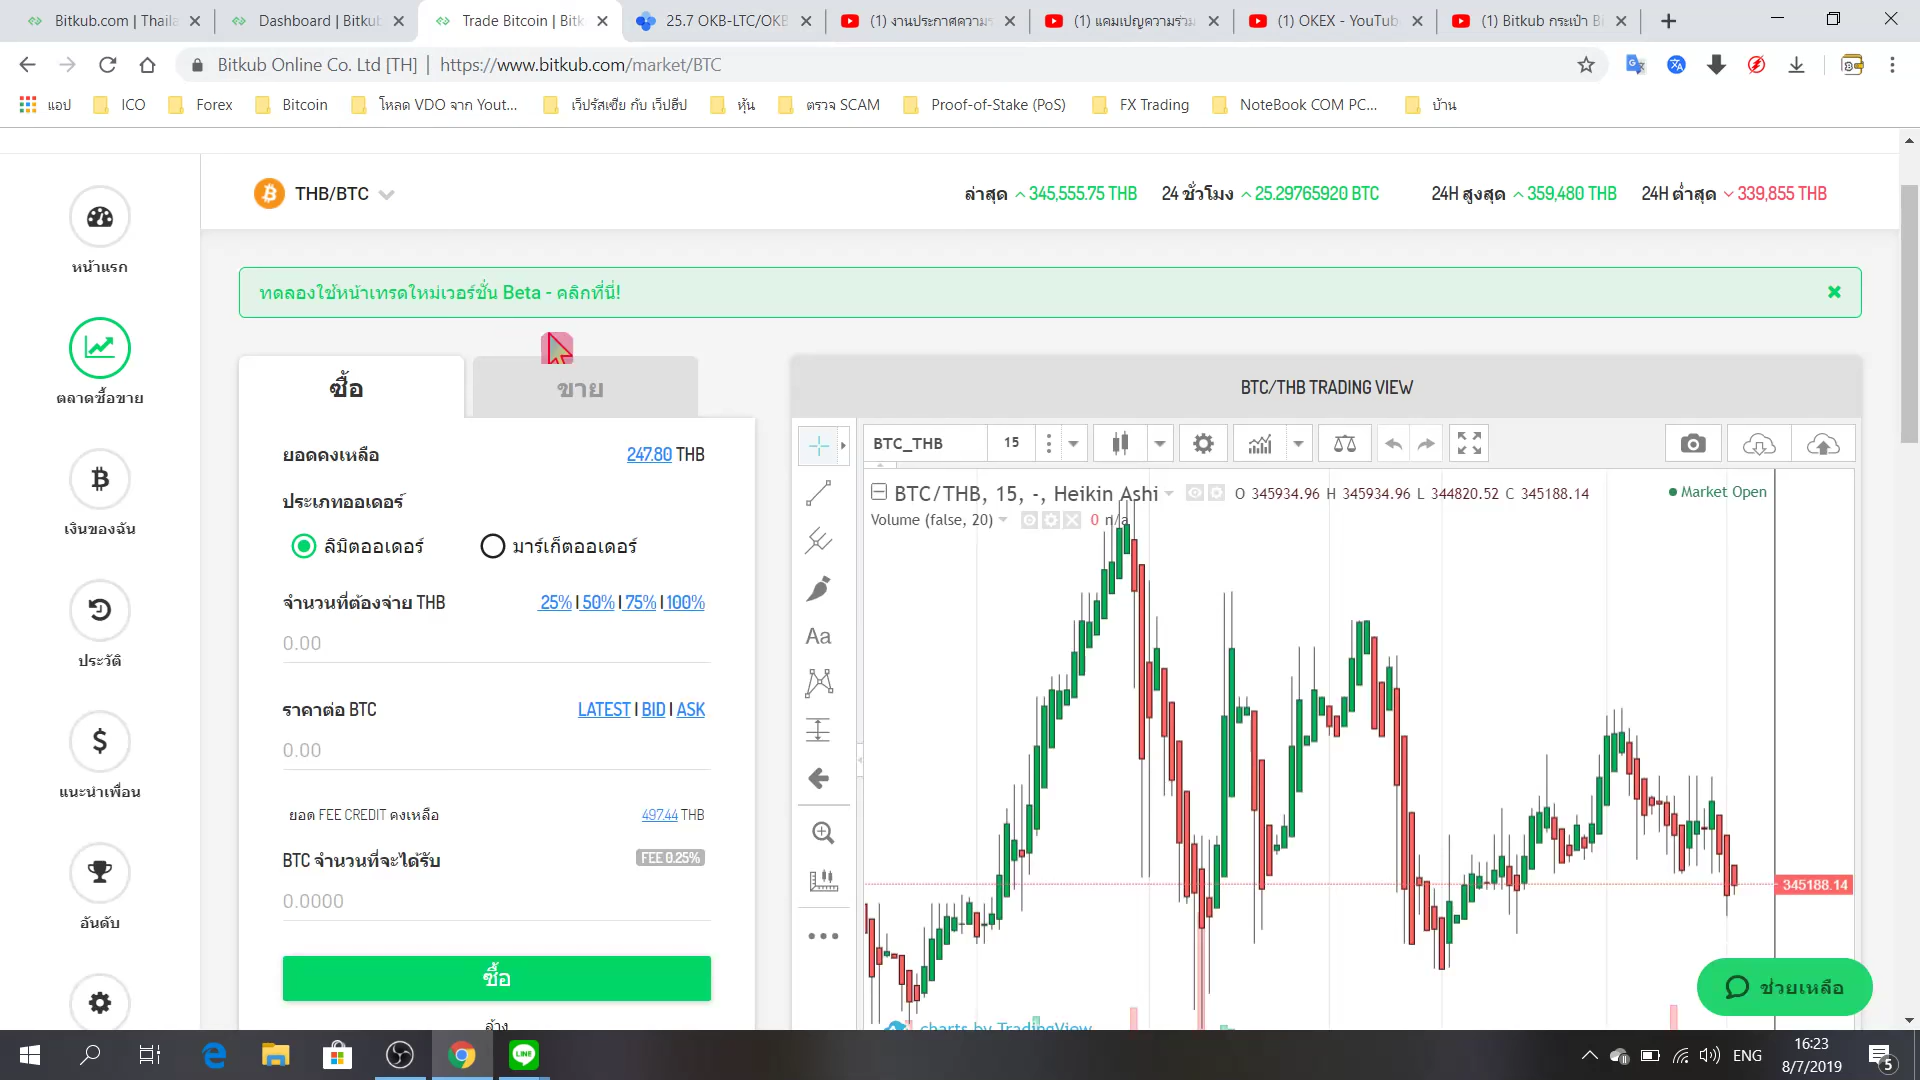 Bitkub.com | Thaila
Dashboard | Bitkub
Trade Bitcoin | Bitk
25.7 OKB-LTC/OKB
(1) งานประกาศความร
(1) แคมเปญความร่วม
(1) OKEX - YouTube
(1) Bitkub กระเป๋า Bi
Bitkub Online Co. Ltd [TH] | https://www.bitkub.com/market/BTC
แอป
ICO
Forex
Bitcoin
โหลด VDO จาก Yout...
เว็ปรัสเซีย กับ เว็ปฮีป
หุ้น
ตรวจ SCAM
Proof-of-Stake (PoS)
FX Trading
NoteBook COM PC...
บ้าน
THB/BTC
ล่าสุด 345,555.75 THB
24 ชั่วโมง 25.29765920 BTC
24H สูงสุด 359,480 THB
24H ต่ำสุด 339,855 THB
หน้าแรก
ตลาดซื้อขาย
เงินของฉัน
ประวัติ
แนะนำเพื่อน
อันดับ
ทดลองใช้หน้าเทรดใหม่เวอร์ชั่น Beta - คลิกที่นี่!
ซื้อ
ขาย
ยอดคงเหลือ 247.80 THB
ประเภทออเดอร์
ลิมิตออเดอร์ มาร์เก็ตออเดอร์
จำนวนที่ต้องจ่าย THB 25% | 50% | 75% | 100%
0.00
ราคาต่อ BTC LATEST | BID | ASK
0.00
ยอด FEE CREDIT คงเหลือ 497.44 THB
BTC จำนวนที่จะได้รับ FEE 0.25%
0.0000
ซื้อ
ล้าง
BTC/THB TRADING VIEW
BTC_THB 15
BTC/THB, 15, -, Heikin Ashi O 345934.96 H 345934.96 L 344820.52 C 345188.14
Market Open
Volume (false, 20) 0 n/a
Aa
345188.14
charts by TradingView
ช่วยเหลือ
ENG
16:23
8/7/2019
5
LINE